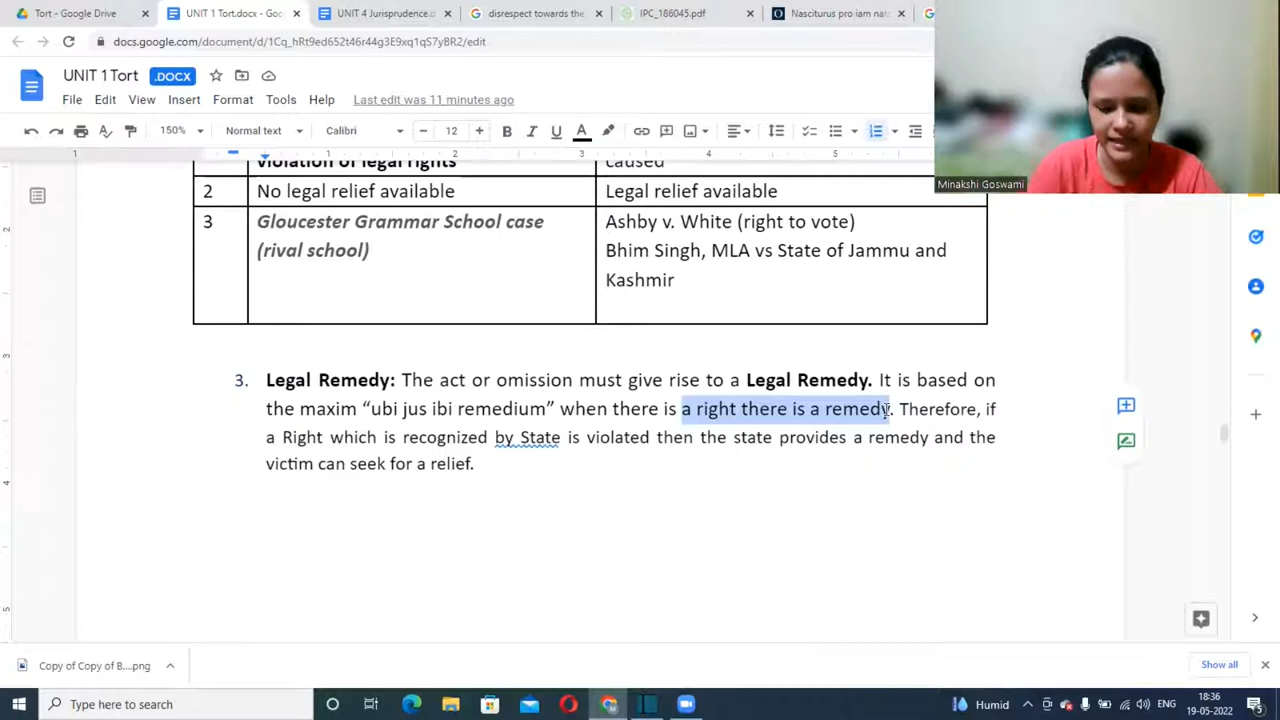 Tort - Google Drive
UNIT 1 Tort.docx - Goo
UNIT 4 Jurisprudence.d
disrespect towards the
IPC_186045.pdf
Nasciturus pro iam nat
docs.google.com/document/d/1Cq_hRt9ed652t46r44g3E9xq1qS7yBR2/edit
UNIT 1 Tort .DOCX
File Edit View Insert Format Tools Help Last edit was 11 minutes ago
150% Normal text Calibri 12 B I U A
1 1 2 3 4 5
violation of legal rights caused
2 No legal relief available Legal relief available
3 Gloucester Grammar School case Ashby v. White (right to vote)
(rival school) Bhim Singh, MLA vs State of Jammu and
Kashmir
3. Legal Remedy: The act or omission must give rise to a Legal Remedy. It is based on
the maxim “ubi jus ibi remedium” when there is a right there is a remedy. Therefore, if
a Right which is recognized by State is violated then the state provides a remedy and the
victim can seek for a relief.
Minakshi Goswami
Copy of Copy of B....png
Show all
Type here to search
Humid
18:36
19-05-2022